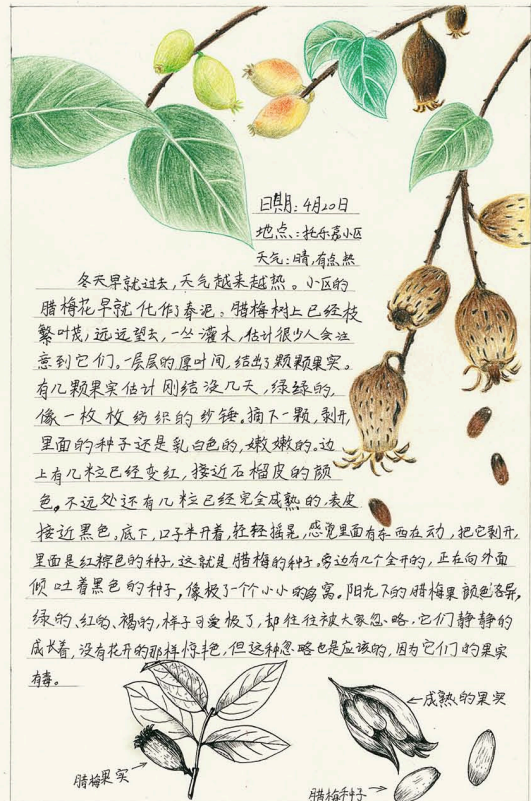 日期:4月20日
地点:托乐嘉小区
天气:晴,有点热
冬天早就过去,天气越来越热。小区的
腊梅花早就化作了春泥,腊梅树上已经枝
繁叶茂,远远望去,一丛灌木,估计很少人会注
意到它们。一层层的厚叶间,结出了颗颗果实。
有几颗果实估计刚结没几天,绿绿的,
像一枚枚纺织的纱锤。摘下一颗,剥开,
里面的种子还是乳白色的,嫩嫩的。边
上有几粒已经变红,接近石榴皮的颜
色。不远处还有几粒已经完全成熟的,表皮
接近黑色。底下,口子半开着,轻轻摇晃,感觉里面有东西在动,把它剥开,
里面是红棕色的种子,这就是腊梅的种子。旁边有几个全开的,正在向外面
倾吐着黑色的种子,像极了一个个小小的鸟窝。阳光下的腊梅果颜色各异,
绿的、红的、褐的,样子可爱极了,却往往被大家忽略。它们静静的
成长着,没有花开的那样惊艳,但这种忽略也是应该的,因为它们的果实
有毒。
成熟的果实
腊梅果实
腊梅种子